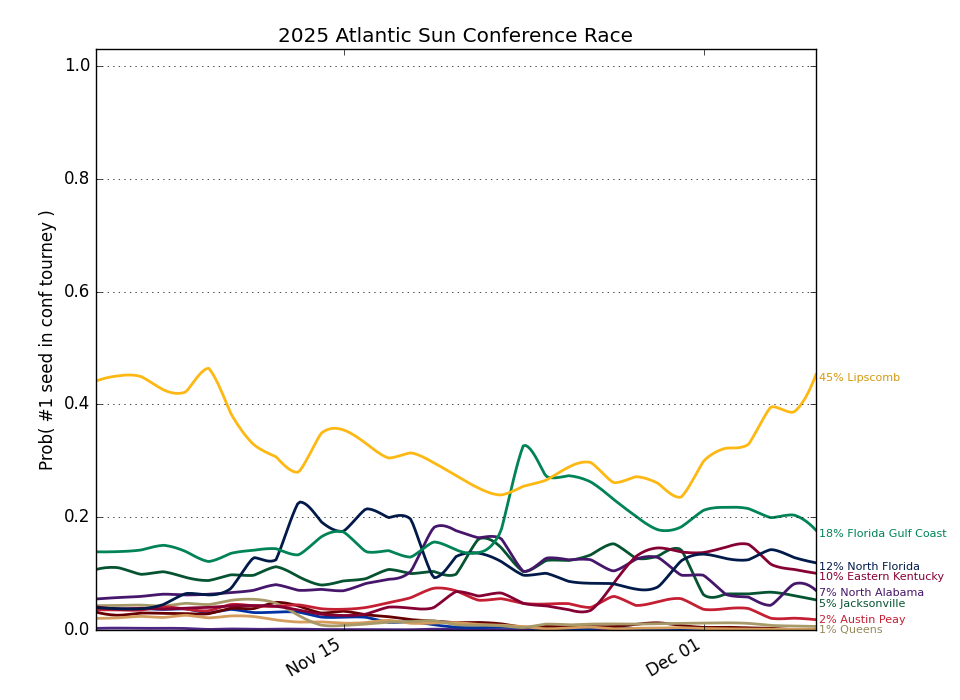 2025 Atlantic Sun Conference Race
Prob( #1 seed in conf tourney )
1.0
0.8
0.6
0.4
0.2
0.0
Nov 15
Dec 01
45% Lipscomb
18% Florida Gulf Coast
12% North Florida
10% Eastern Kentucky
7% North Alabama
5% Jacksonville
2% Austin Peay
1% Queens